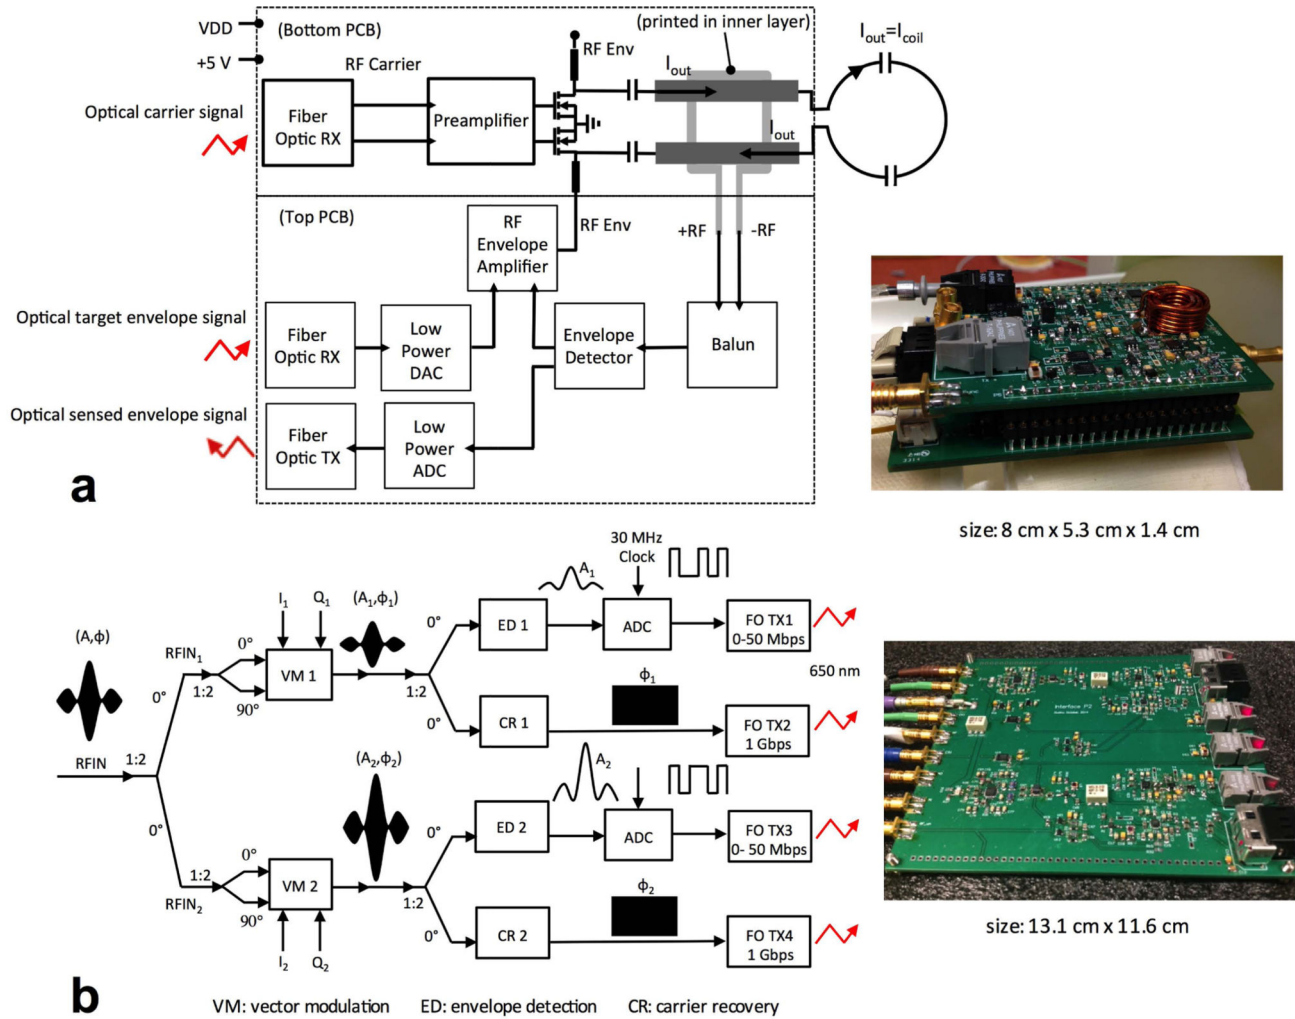 VDD
+5 V
(Bottom PCB)
(printed in inner layer)
RF Carrier
RF Env
Iout
Iout=Icoil
Optical carrier signal
Fiber
Optic RX
Preamplifier
Iout
(Top PCB)
RF
Envelope
Amplifier
RF Env
+RF
-RF
Optical target envelope signal
Fiber
Optic RX
Low
Power
DAC
Envelope
Detector
Balun
Optical sensed envelope signal
Fiber
Optic TX
Low
Power
ADC
a
size: 8 cm x 5.3 cm x 1.4 cm
30 MHz
Clock
A1
I1
Q1
(A1,ϕ1)
0°
ED 1
ADC
FO TX1
0-50 Mbps
(A,ϕ)
RFIN1
0°
1:2
90°
VM 1
1:2
0°
0°
ϕ1
650 nm
CR 1
FO TX2
1 Gbps
RFIN
1:2
(A2,ϕ2)
A2
0°
0°
ED 2
ADC
FO TX3
0- 50 Mbps
RFIN2
1:2
0°
90°
VM 2
1:2
I2
Q2
0°
ϕ2
CR 2
FO TX4
1 Gbps
Interface P2
size: 13.1 cm x 11.6 cm
b
VM: vector modulation
ED: envelope detection
CR: carrier recovery